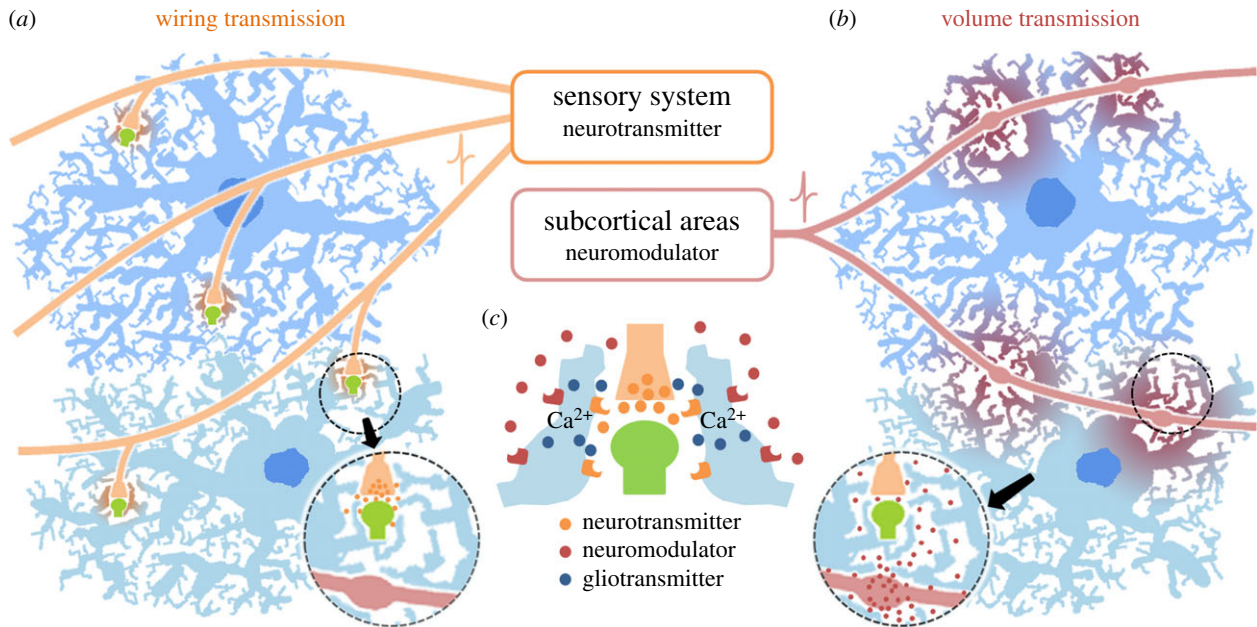 (a)
wiring transmission
(b)
volume transmission
sensory system
neurotransmitter
subcortical areas
neuromodulator
(c)
Ca²⁺
Ca²⁺
neurotransmitter
neuromodulator
gliotransmitter